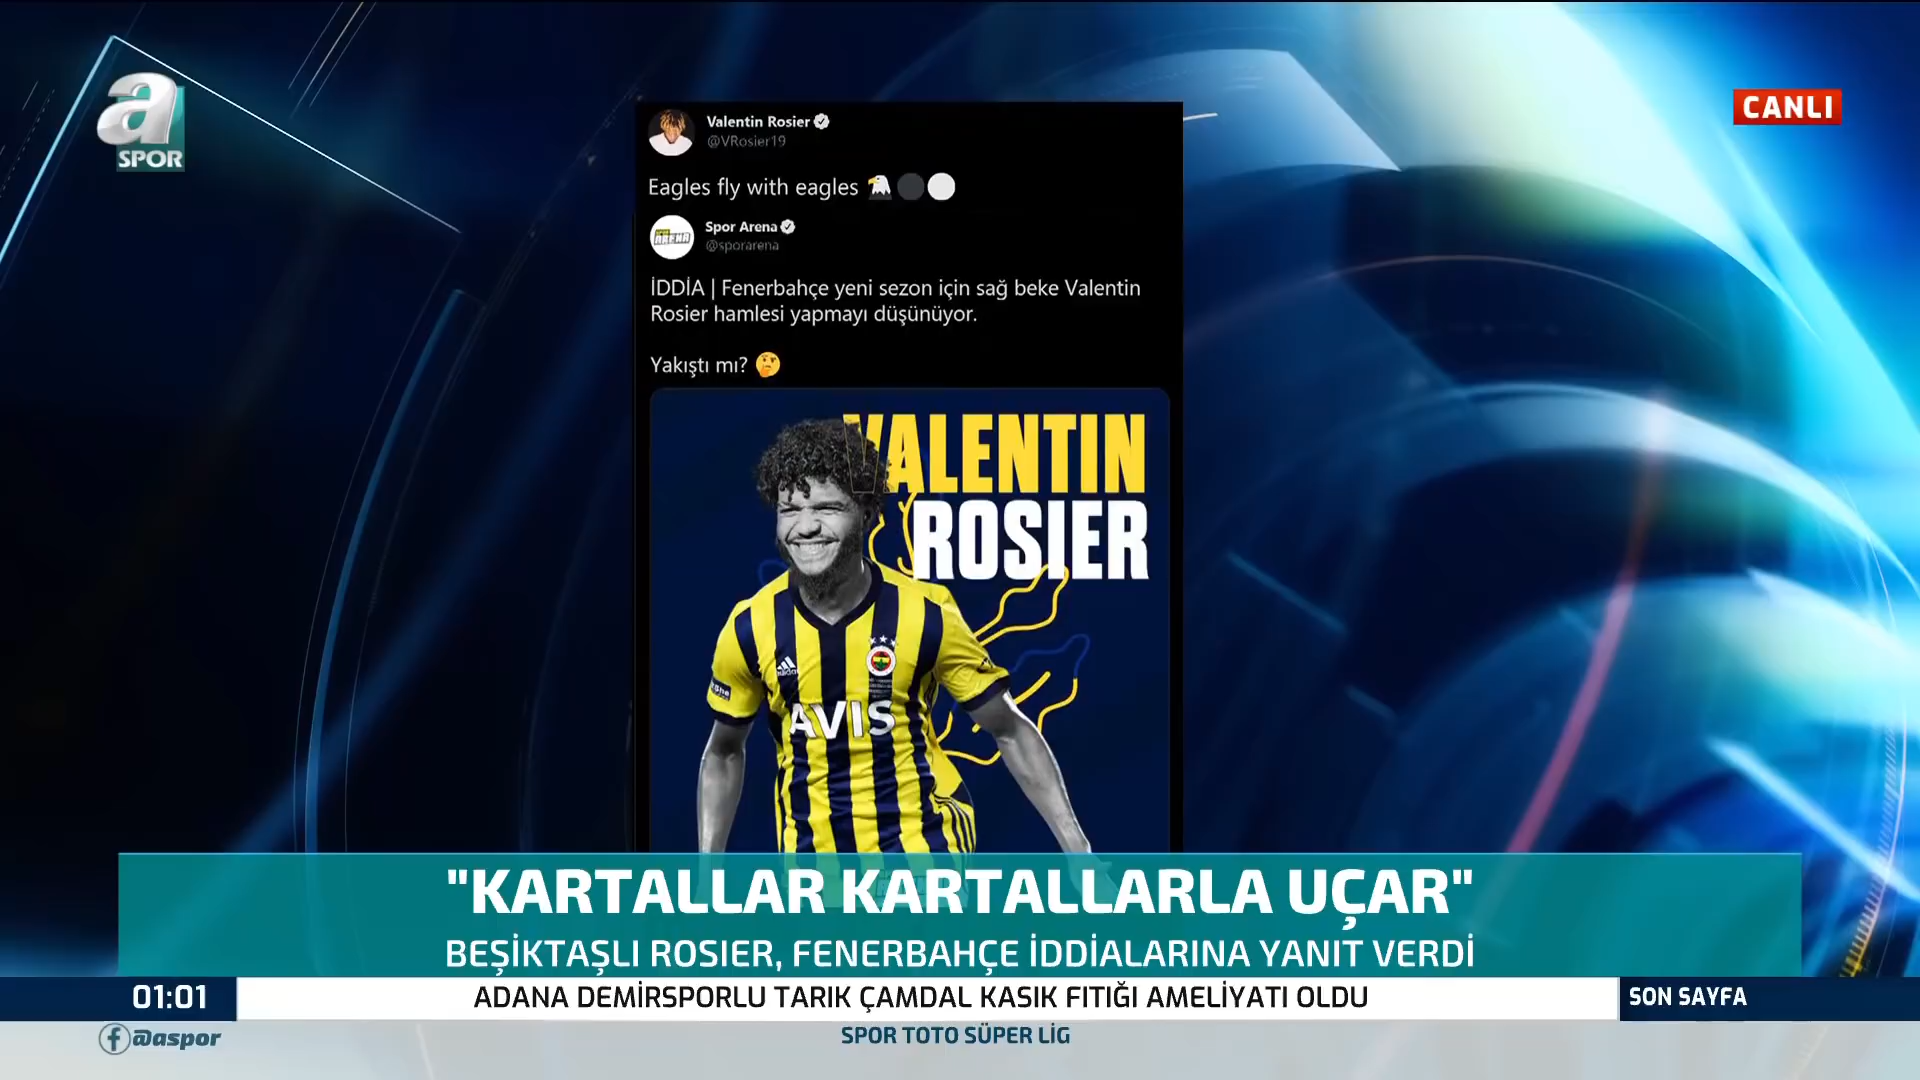 a
SPOR
CANLI
Valentin Rosier
@VRosier19
Eagles fly with eagles
SPOR
ARENA
Spor Arena
@sporarena
İDDİA | Fenerbahçe yeni sezon için sağ beke Valentin
Rosier hamlesi yapmayı düşünüyor.
Yakıştı mı?
VALENTIN
ROSIER
adidas
AVIS
"KARTALLAR KARTALLARLA UÇAR"
BEŞİKTAŞLI ROSIER, FENERBAHÇE İDDİALARINA YANIT VERDİ
01:01
ADANA DEMİRSPORLU TARIK ÇAMDAL KASIK FITIĞI AMELİYATI OLDU
SON SAYFA
@aspor
SPOR TOTO SÜPER LİG